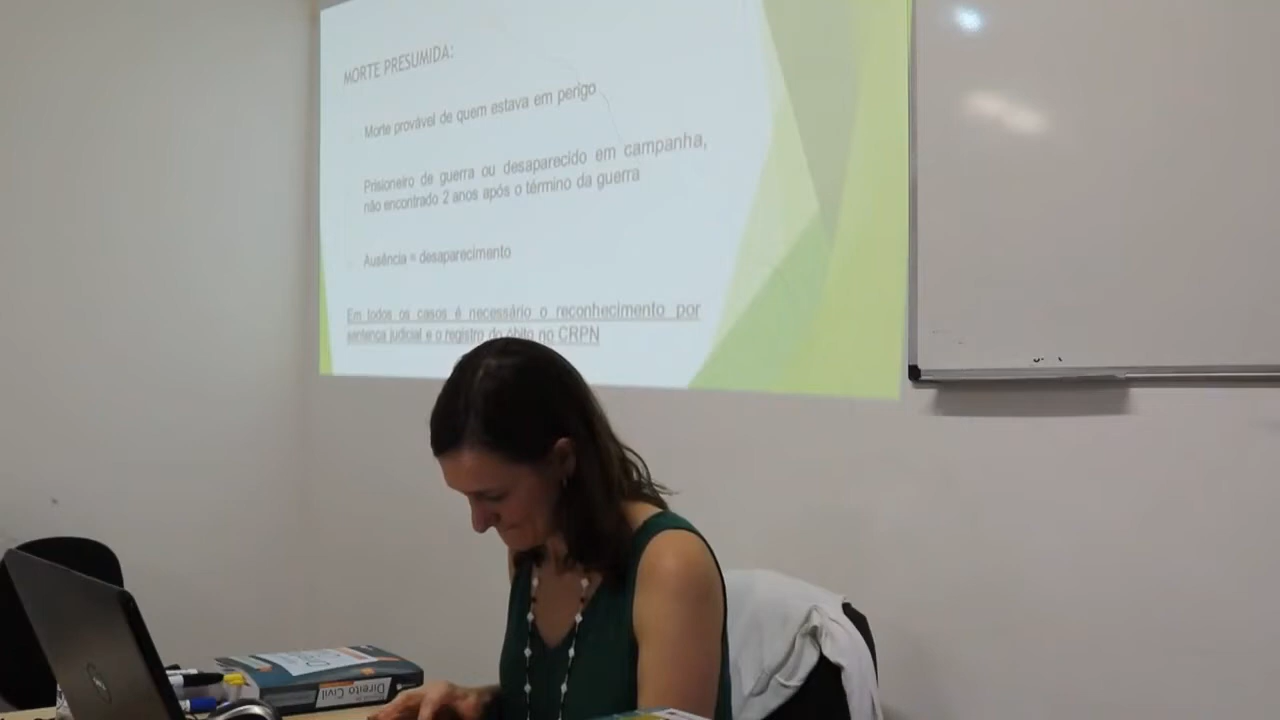 MORTE PRESUMIDA:
Morte provável de quem estava em perigo
Prisioneiro de guerra ou desaparecido em campanha,
não encontrado 2 anos após o término da guerra
Ausência = desaparecimento
Em todos os casos é necessário o reconhecimento por
sentença judicial e o registro do óbito no CRPN
Direito Civil